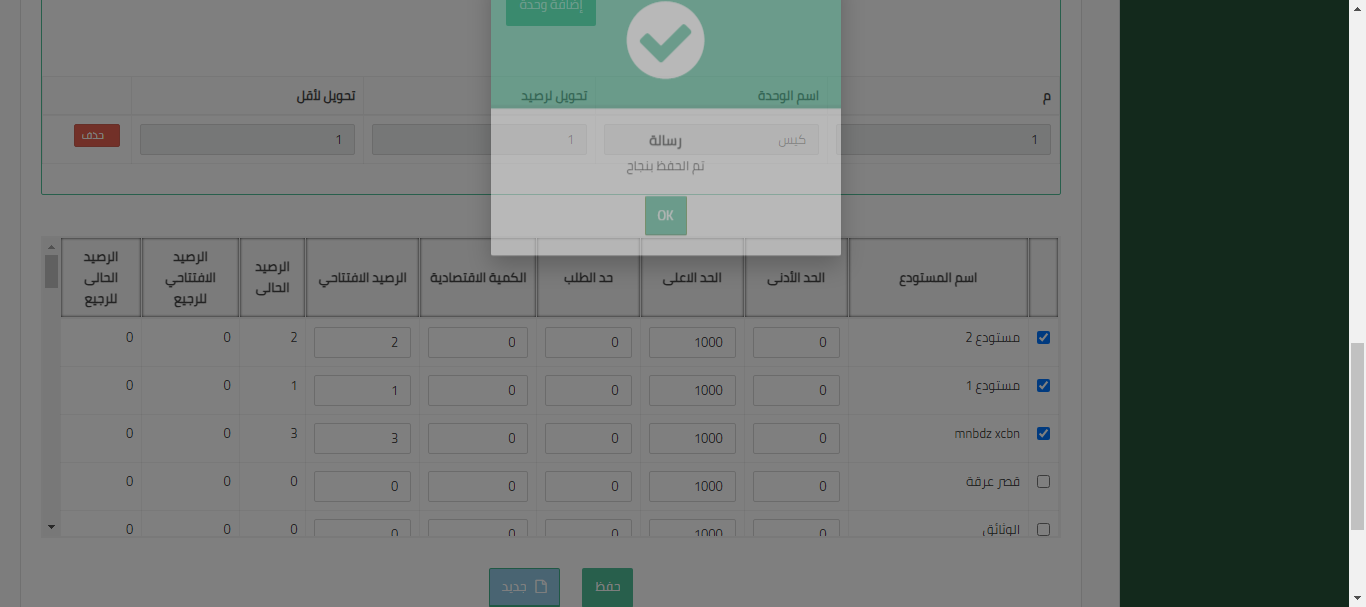 إضافة وحدة
م اسم الوحدة تحويل لرصيد تحويل لأقل
1 كيس 1 1 حذف
رسالة
تم الحفظ بنجاح
OK
اسم المستودع الحد الأدنى الحد الاعلى حد الطلب الكمية الاقتصادية الرصيد الافتتاحي الرصيد الحالى الرصيد الافتتاحي للرجيع الرصيد الحالى للرجيع
مستودع 2 0 1000 0 0 2 2 0 0
مستودع 1 0 1000 0 0 1 1 0 0
mnbdz xcbn 0 1000 0 0 3 3 0 0
قصر عرقة 0 1000 0 0 0 0 0 0
الوثائق 0 1000 0 0 0 0 0 0
حفظ جديد